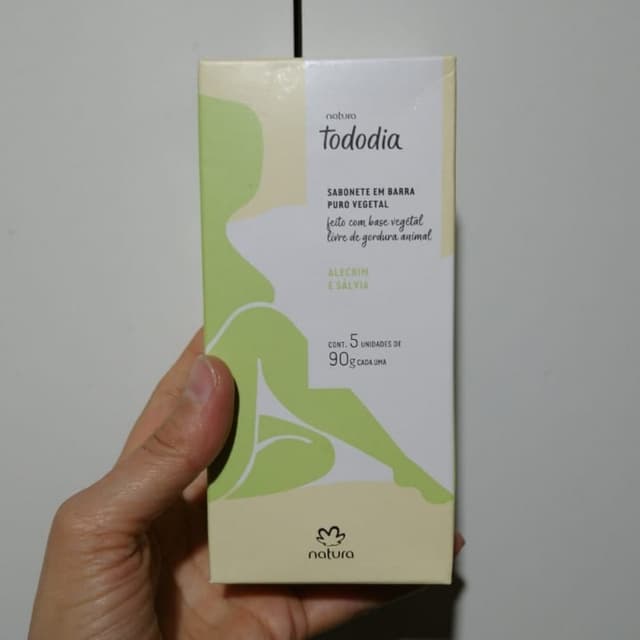 natura
Tododia
SABONETE EM BARRA
PURO VEGETAL
feito com base vegetal
livre de gordura animal
ALECRIM
E SÁLVIA
CONT. 5 UNIDADES DE
90g CADA UMA
natura